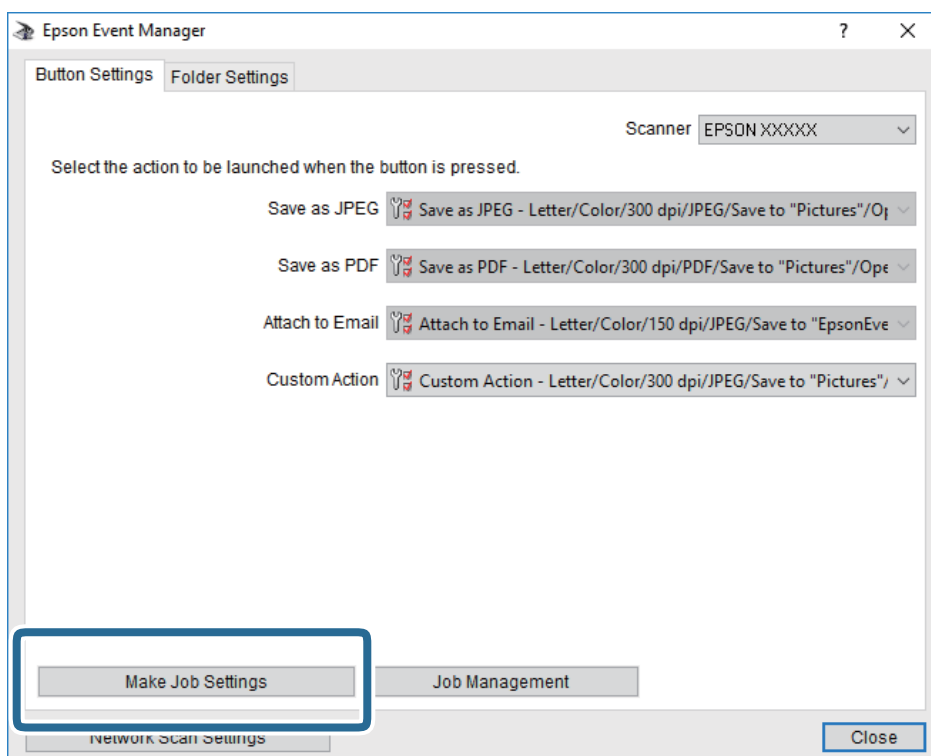 Epson Event Manager
Button Settings Folder Settings
Scanner EPSON XXXXX
Select the action to be launched when the button is pressed.
Save as JPEG Save as JPEG - Letter/Color/300 dpi/JPEG/Save to "Pictures"/Op
Save as PDF Save as PDF - Letter/Color/300 dpi/PDF/Save to "Pictures"/Ope
Attach to Email Attach to Email - Letter/Color/150 dpi/JPEG/Save to "EpsonEve
Custom Action Custom Action - Letter/Color/300 dpi/JPEG/Save to "Pictures"/
Make Job Settings Job Management
Network Scan Settings Close